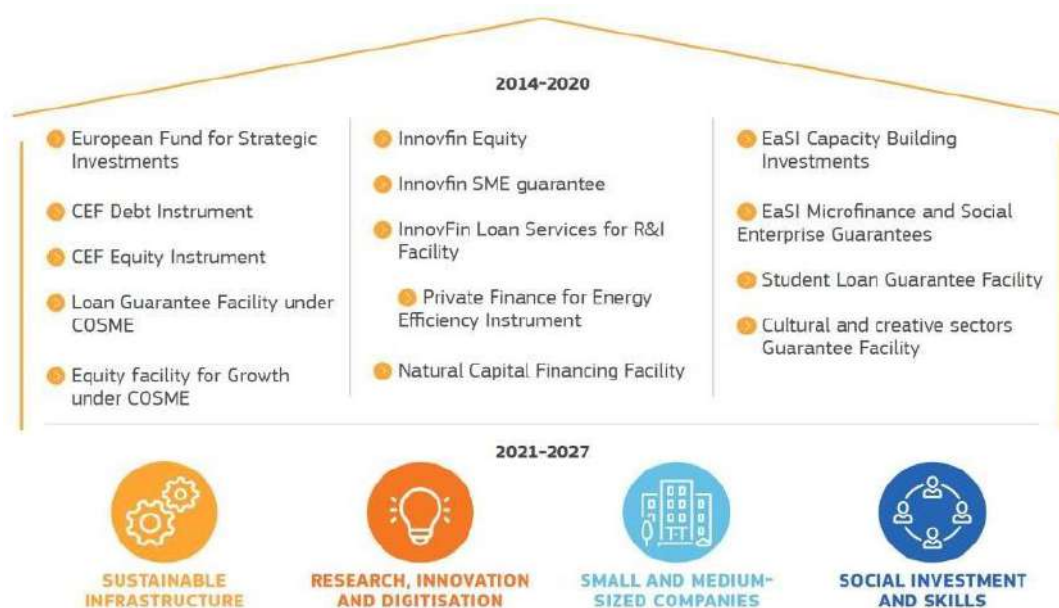 2014-2020
European Fund for Strategic
Investments
CEF Debt Instrument
CEF Equity Instrument
Loan Guarantee Facility under
COSME
Equity facility for Growth
under COSME
Innovfin Equity
Innovfin SME guarantee
InnovFin Loan Services for R&I
Facility
Private Finance for Energy
Efficiency Instrument
Natural Capital Financing Facility
EaSI Capacity Building
Investments
EaSI Microfinance and Social
Enterprise Guarantees
Student Loan Guarantee Facility
Cultural and creative sectors
Guarantee Facility
2021-2027
SUSTAINABLE
INFRASTRUCTURE
RESEARCH, INNOVATION
AND DIGITISATION
SMALL AND MEDIUM-
SIZED COMPANIES
SOCIAL INVESTMENT
AND SKILLS